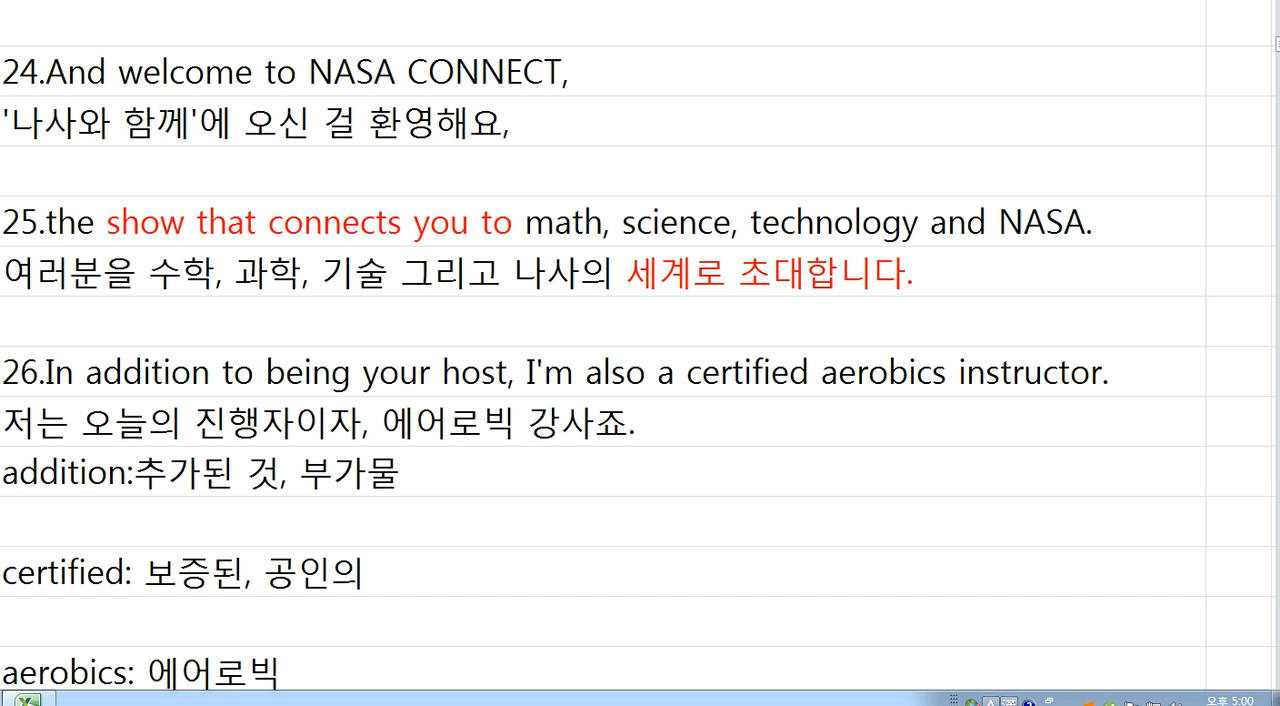 24.And welcome to NASA CONNECT,
'나사와 함께'에 오신 걸 환영해요,
25.the show that connects you to math, science, technology and NASA.
여러분을 수학, 과학, 기술 그리고 나사의 세계로 초대합니다.
26.In addition to being your host, I'm also a certified aerobics instructor.
저는 오늘의 진행자이자, 에어로빅 강사죠.
addition:추가된 것, 부가물
certified: 보증된, 공인의
aerobics: 에어로빅
오후 5:00